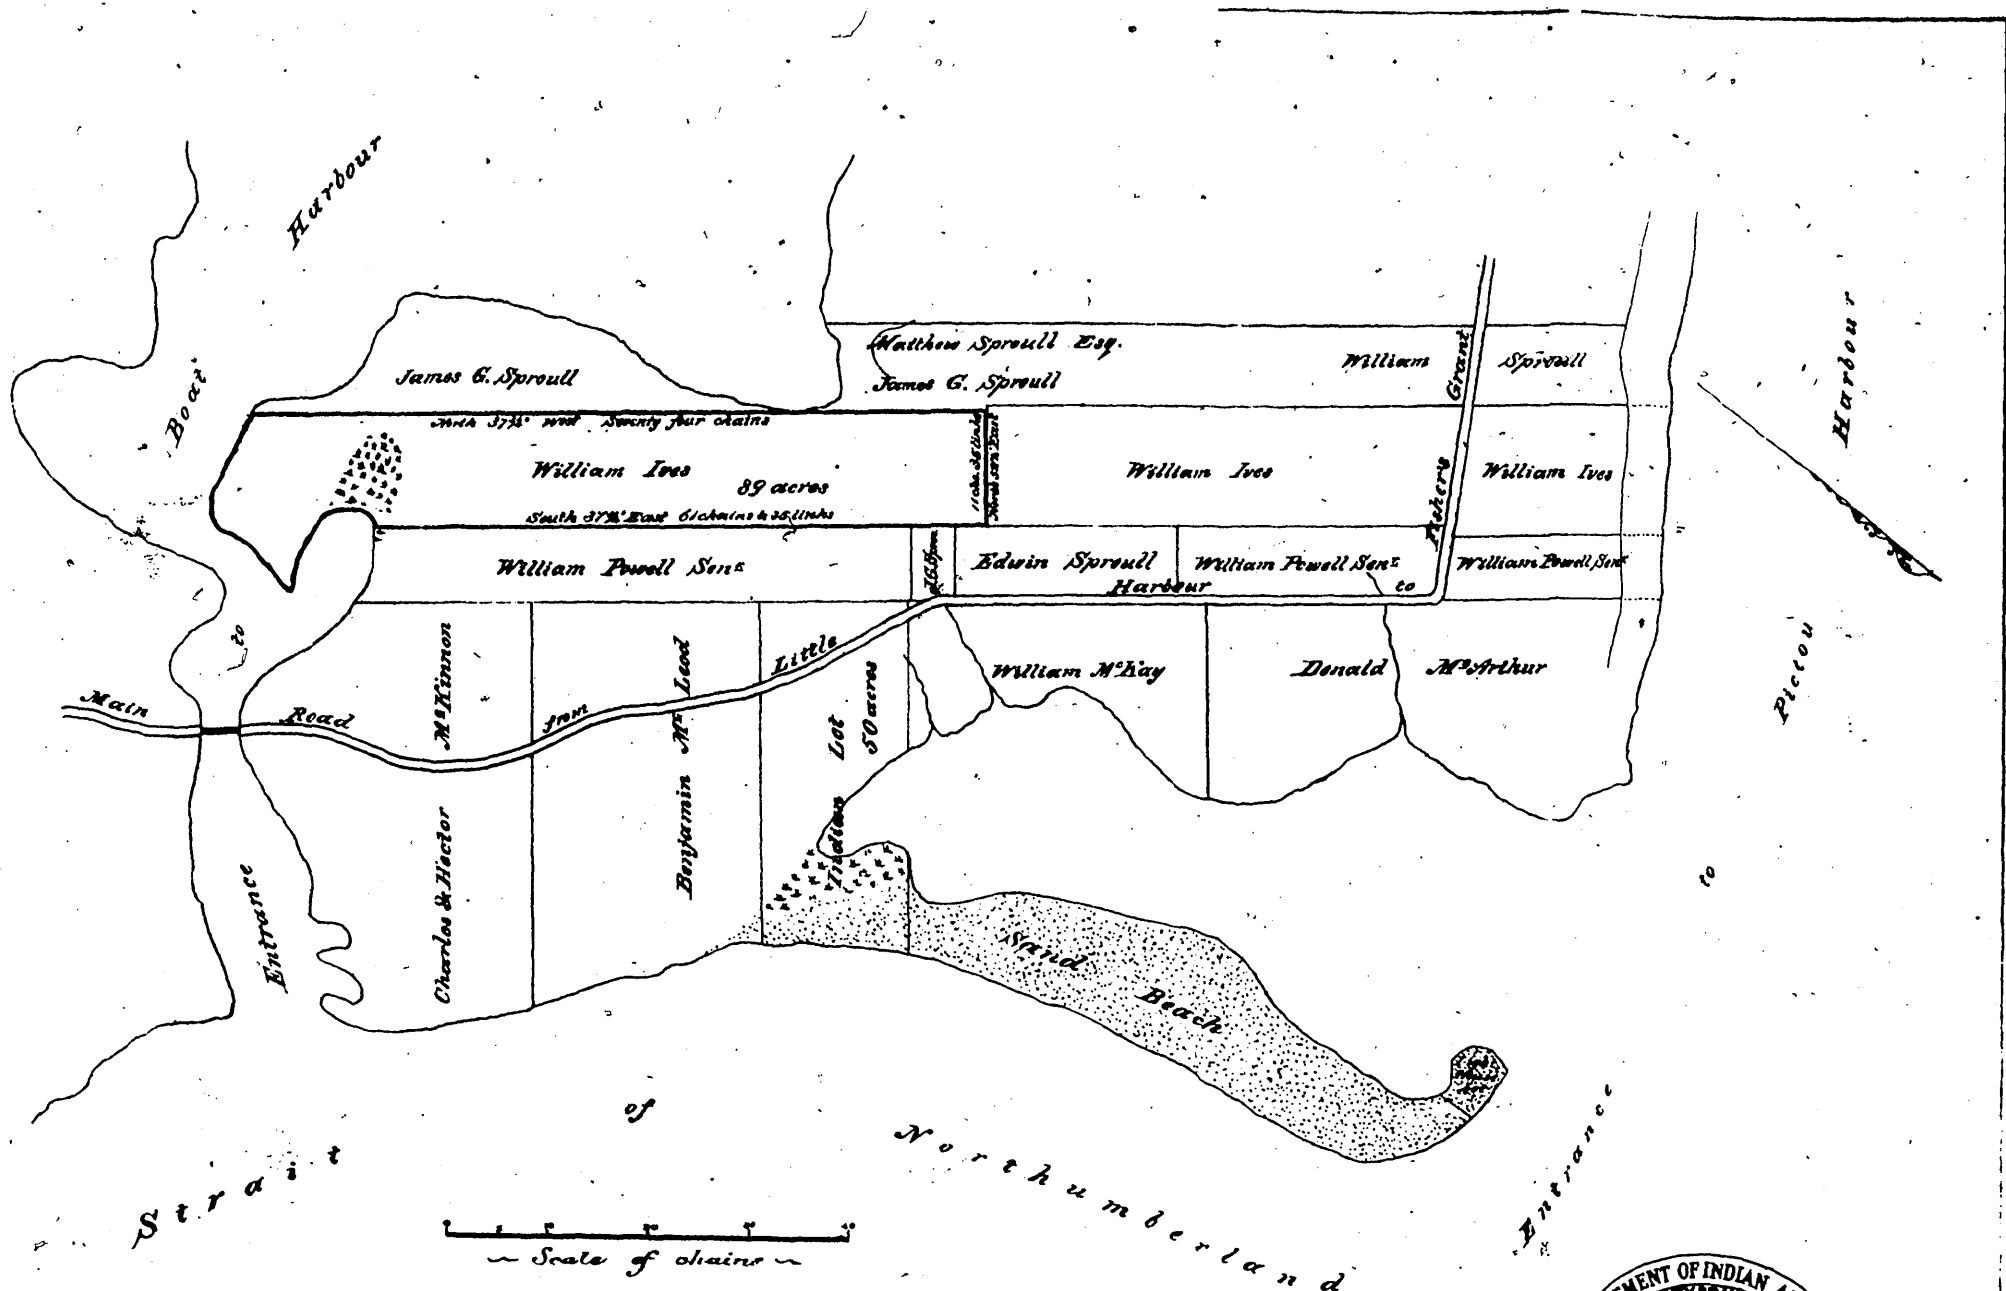 Harbour
Boat
to
Entrance
James G. Sproull
Matthew Sproull Esq.
James G. Sproull
William Sproull
Grant
North 37¾° West Seventy four chains
William Ives
89 acres
South 37¾° East 61 chains & 35 links
William Ives
William Ives
Fishers
William Powell Senr
Edwin Sproull
William Powell Senr
William Powell Senr
Main Road from Little Harbour to
Charles & Hector McKinnon
Benjamin McLeod
Indian Lot
50 acres
William McKay
Donald McArthur
Sand Beach
Strait of Northumberland
Entrance to Pictou Harbour
Scale of chains
MENT OF INDIAN